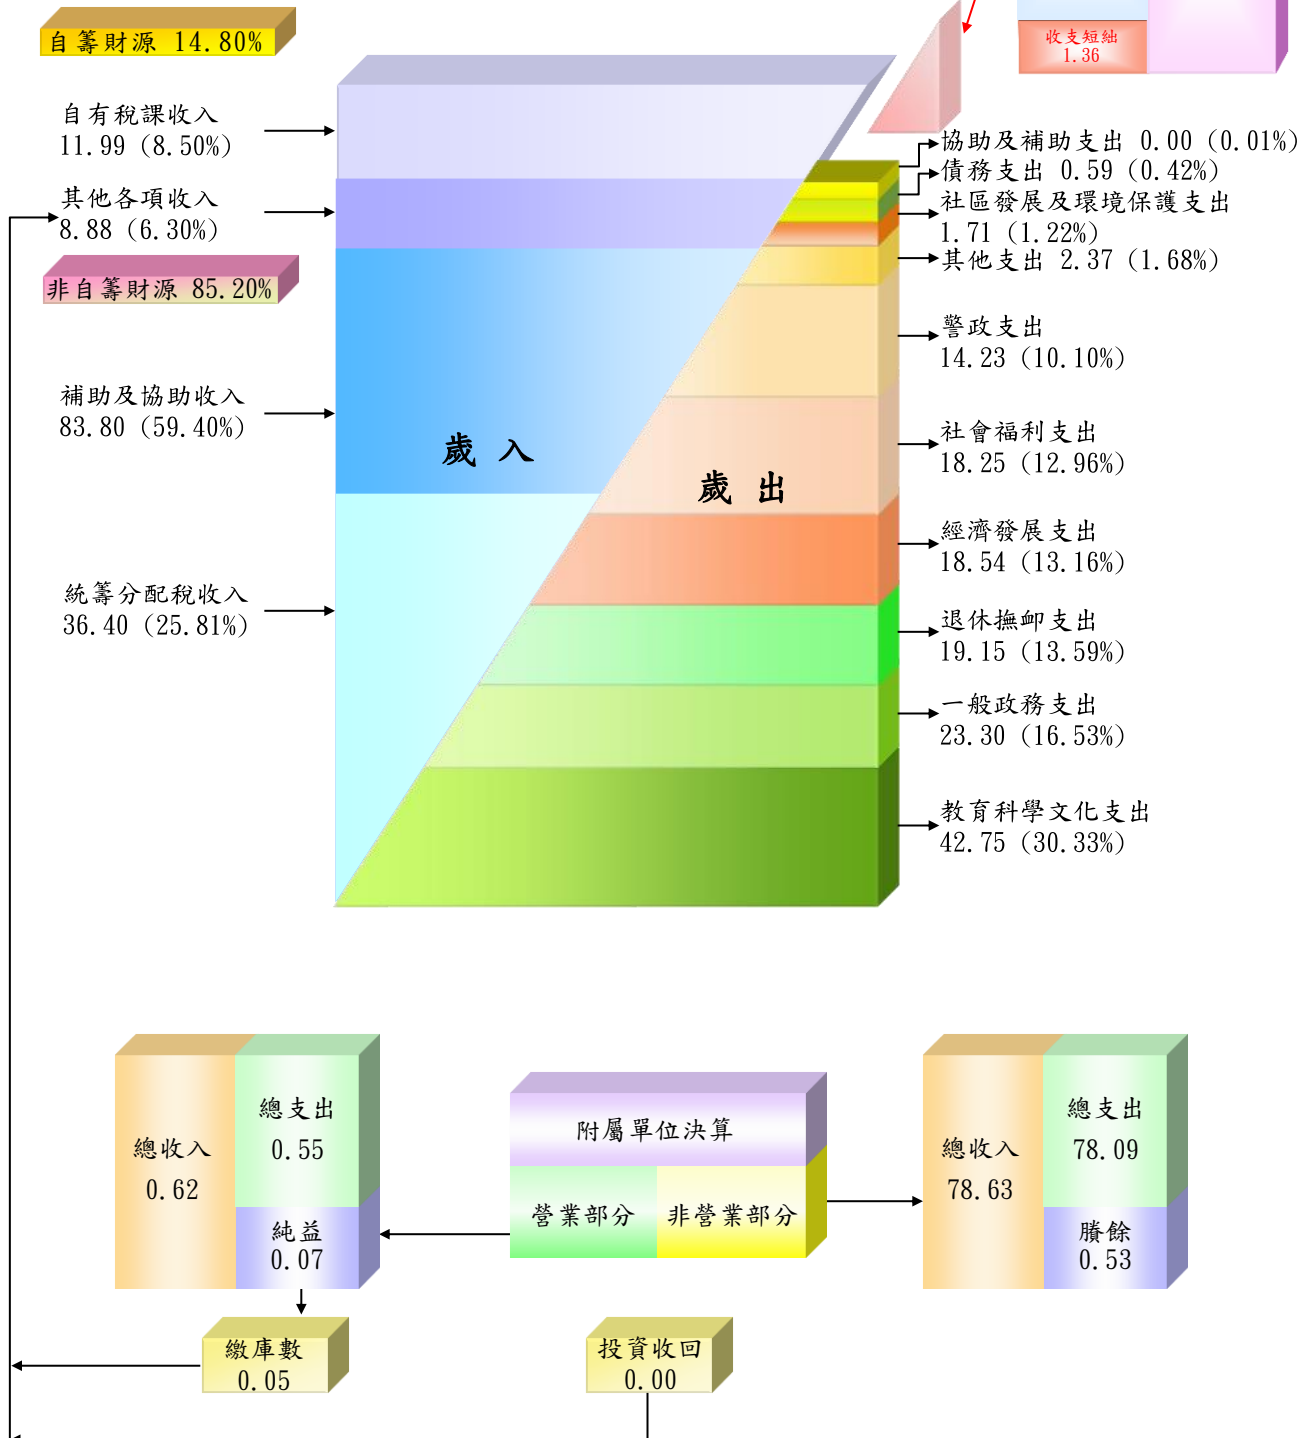 自籌財源 14.80%
收支短絀
1.36
自有稅課收入
11.99 (8.50%)
其他各項收入
8.88 (6.30%)
非自籌財源 85.20%
補助及協助收入
83.80 (59.40%)
統籌分配稅收入
36.40 (25.81%)
歲 入
歲 出
協助及補助支出 0.00 (0.01%)
債務支出 0.59 (0.42%)
社區發展及環境保護支出
1.71 (1.22%)
其他支出 2.37 (1.68%)
警政支出
14.23 (10.10%)
社會福利支出
18.25 (12.96%)
經濟發展支出
18.54 (13.16%)
退休撫卹支出
19.15 (13.59%)
一般政務支出
23.30 (16.53%)
教育科學文化支出
42.75 (30.33%)
總收入
0.62
總支出
0.55
純益
0.07
附屬單位決算
營業部分
非營業部分
總收入
78.63
總支出
78.09
賸餘
0.53
繳庫數
0.05
投資收回
0.00